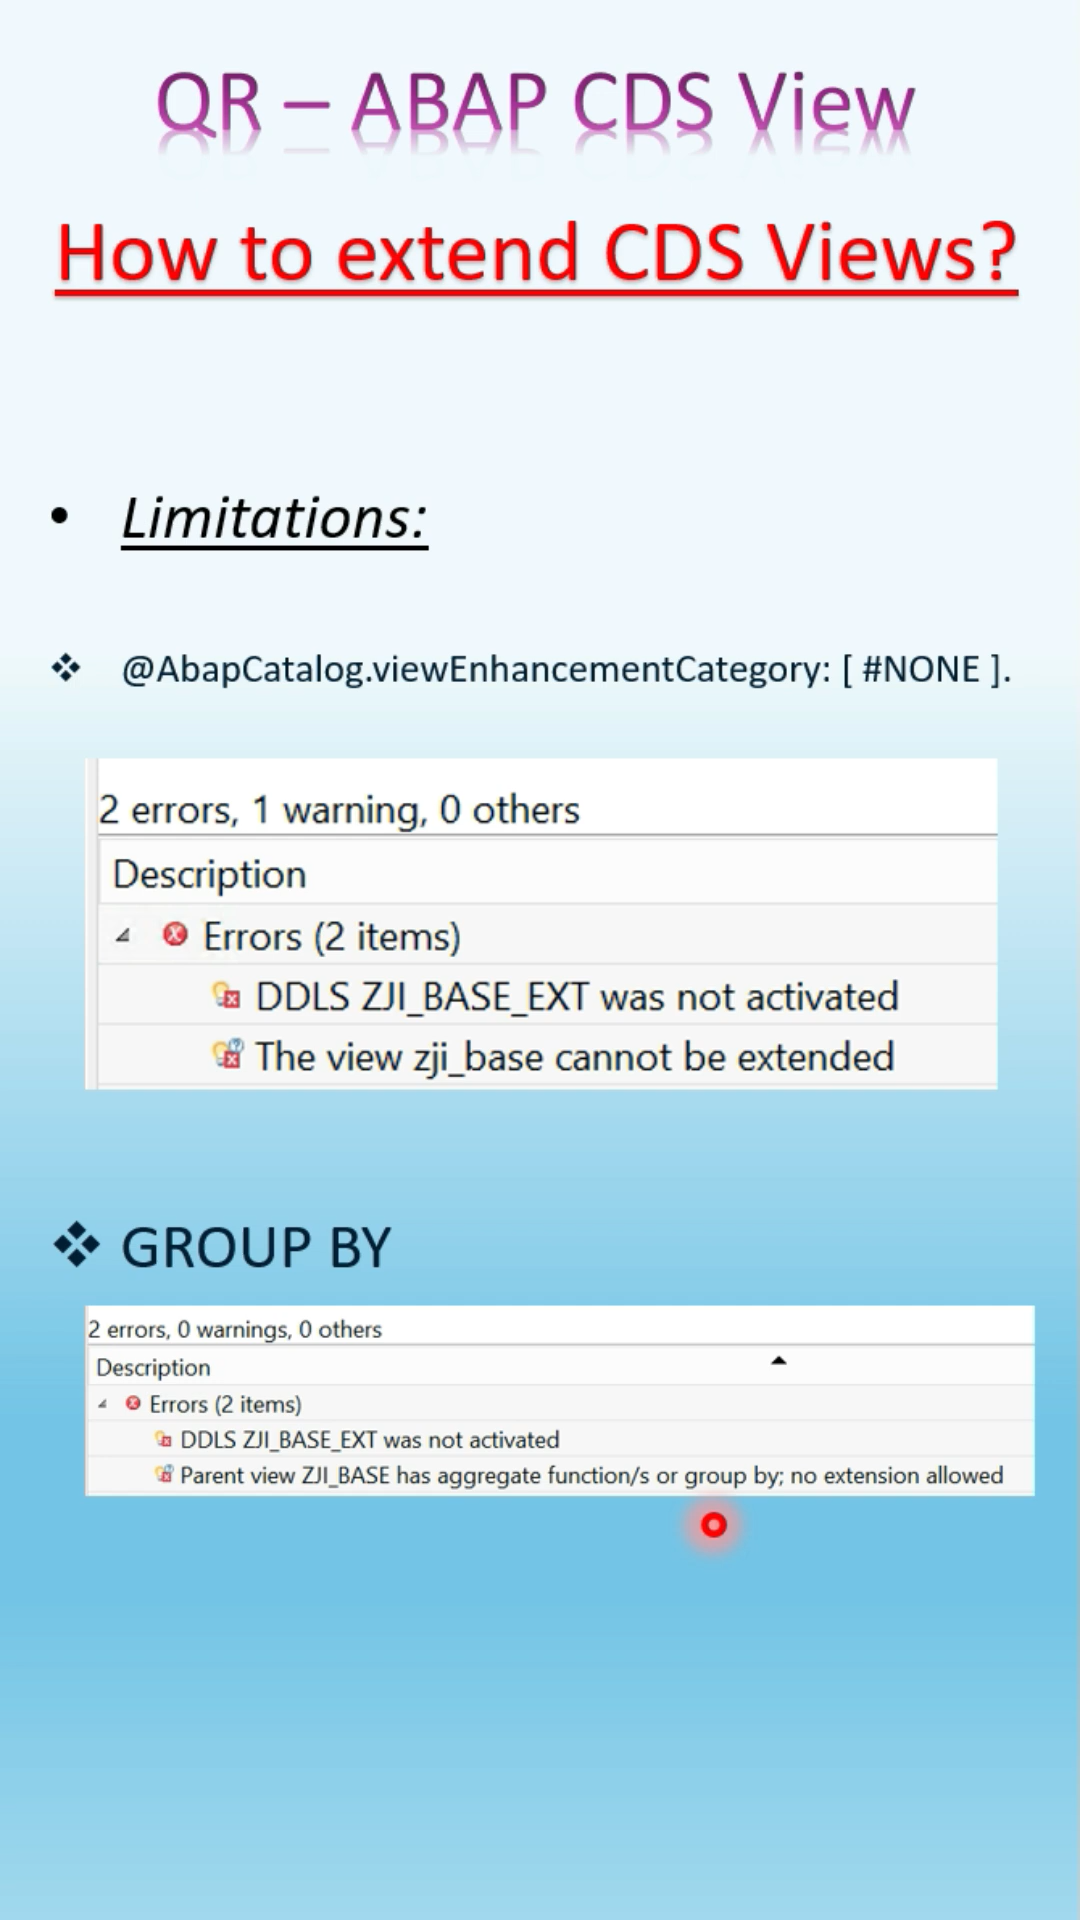 QR – ABAP CDS View
How to extend CDS Views?
• Limitations:
❖ @AbapCatalog.viewEnhancementCategory: [ #NONE ].
2 errors, 1 warning, 0 others
Description
Errors (2 items)
DDLS ZJI_BASE_EXT was not activated
The view zji_base cannot be extended
❖ GROUP BY
2 errors, 0 warnings, 0 others
Description
Errors (2 items)
DDLS ZJI_BASE_EXT was not activated
Parent view ZJI_BASE has aggregate function/s or group by; no extension allowed